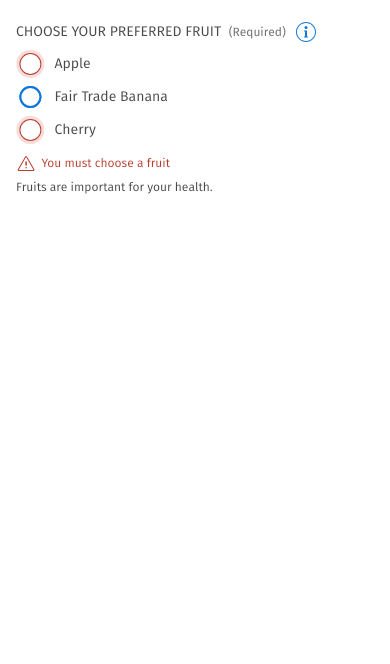 CHOOSE YOUR PREFERRED FRUIT (Required)
Apple
Fair Trade Banana
Cherry
You must choose a fruit
Fruits are important for your health.